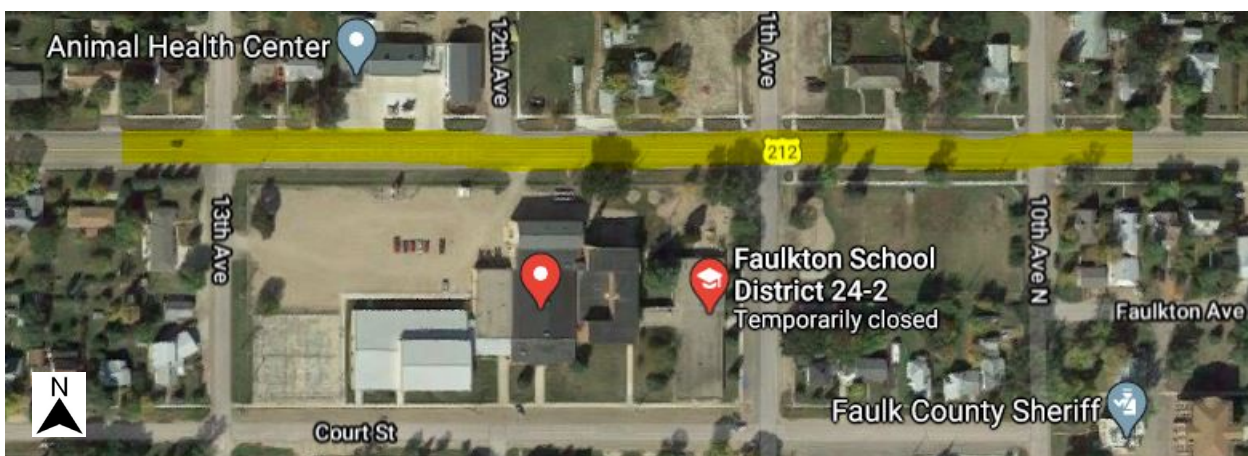 Animal Health Center
12th Ave
1th Ave
212
13th Ave
10th Ave N
Faulkton School
District 24-2
Temporarily closed
Faulkton Ave
N
Court St
Faulk County Sheriff